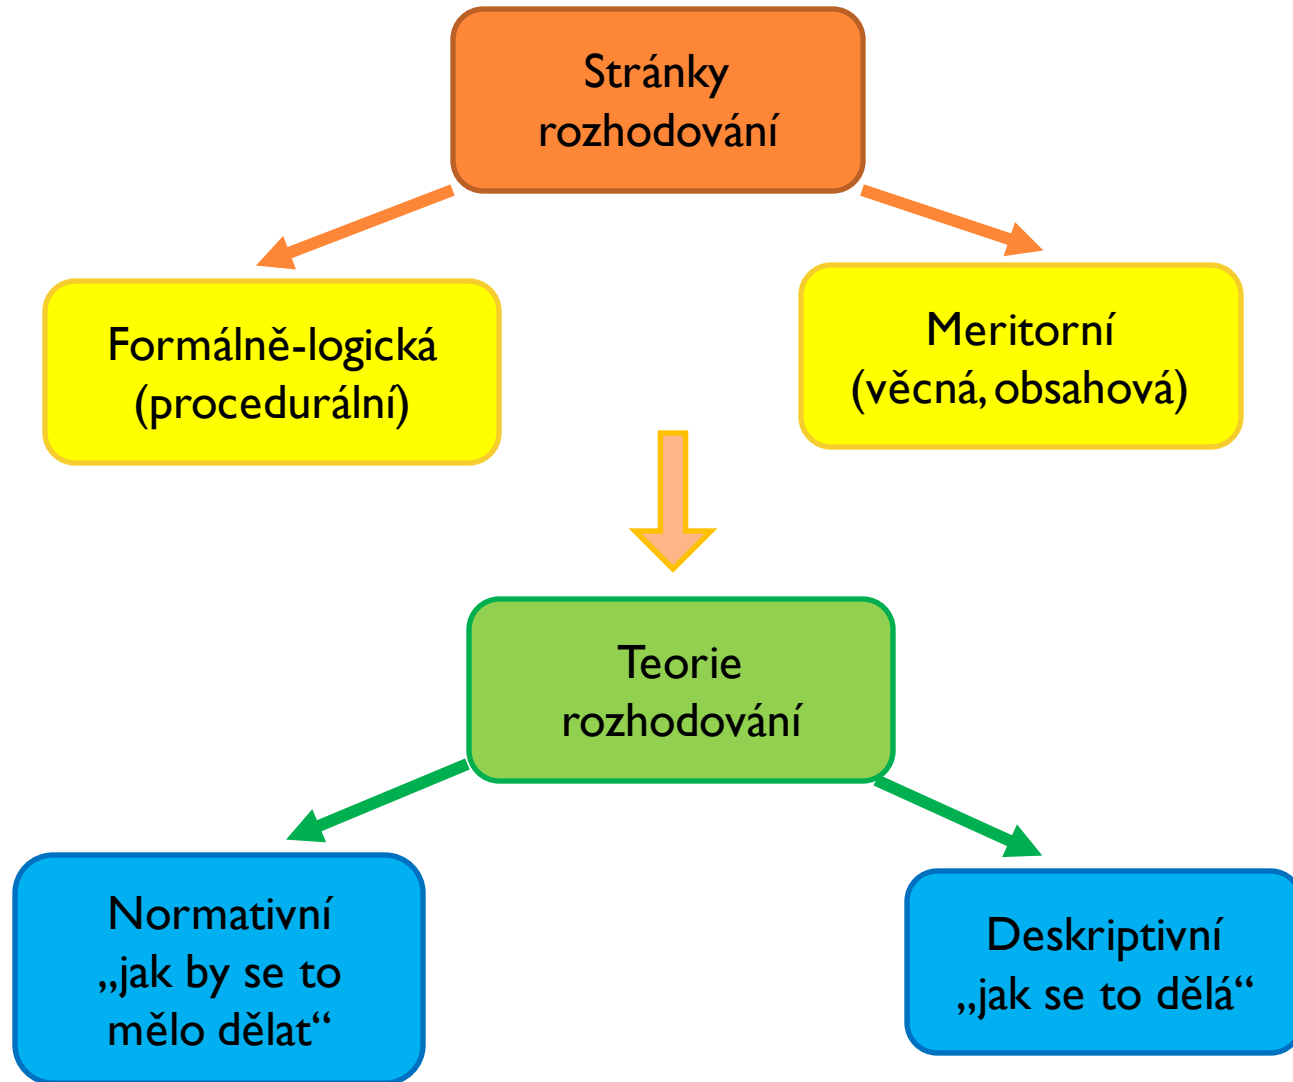 Stránky
rozhodování
Formálně-logická
(procedurální)
Meritorní
(věcná, obsahová)
Teorie
rozhodování
Normativní
„jak by se to
mělo dělat“
Deskriptivní
„jak se to dělá“